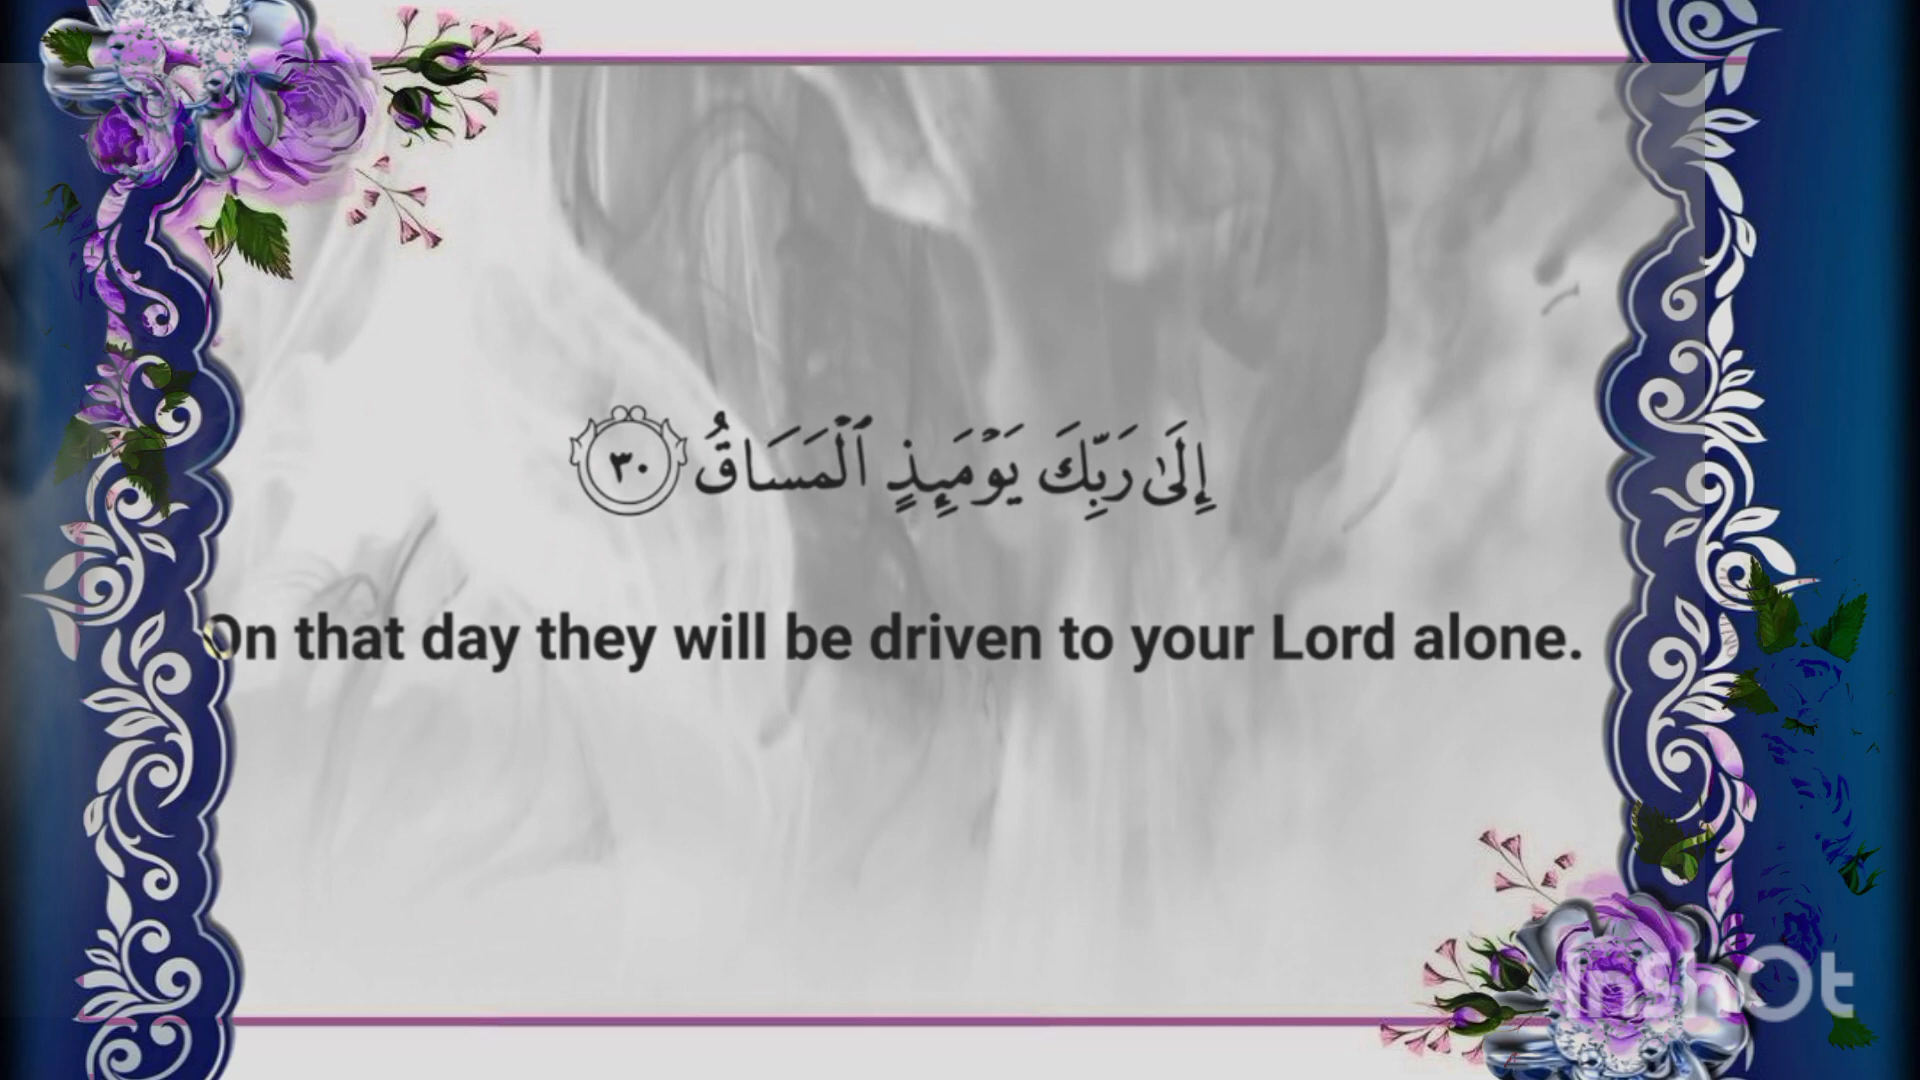 إِلَىٰ رَبِّكَ يَوْمَئِذٍ ٱلْمَسَاقُ ٣٠
On that day they will be driven to your Lord alone.
InShOt